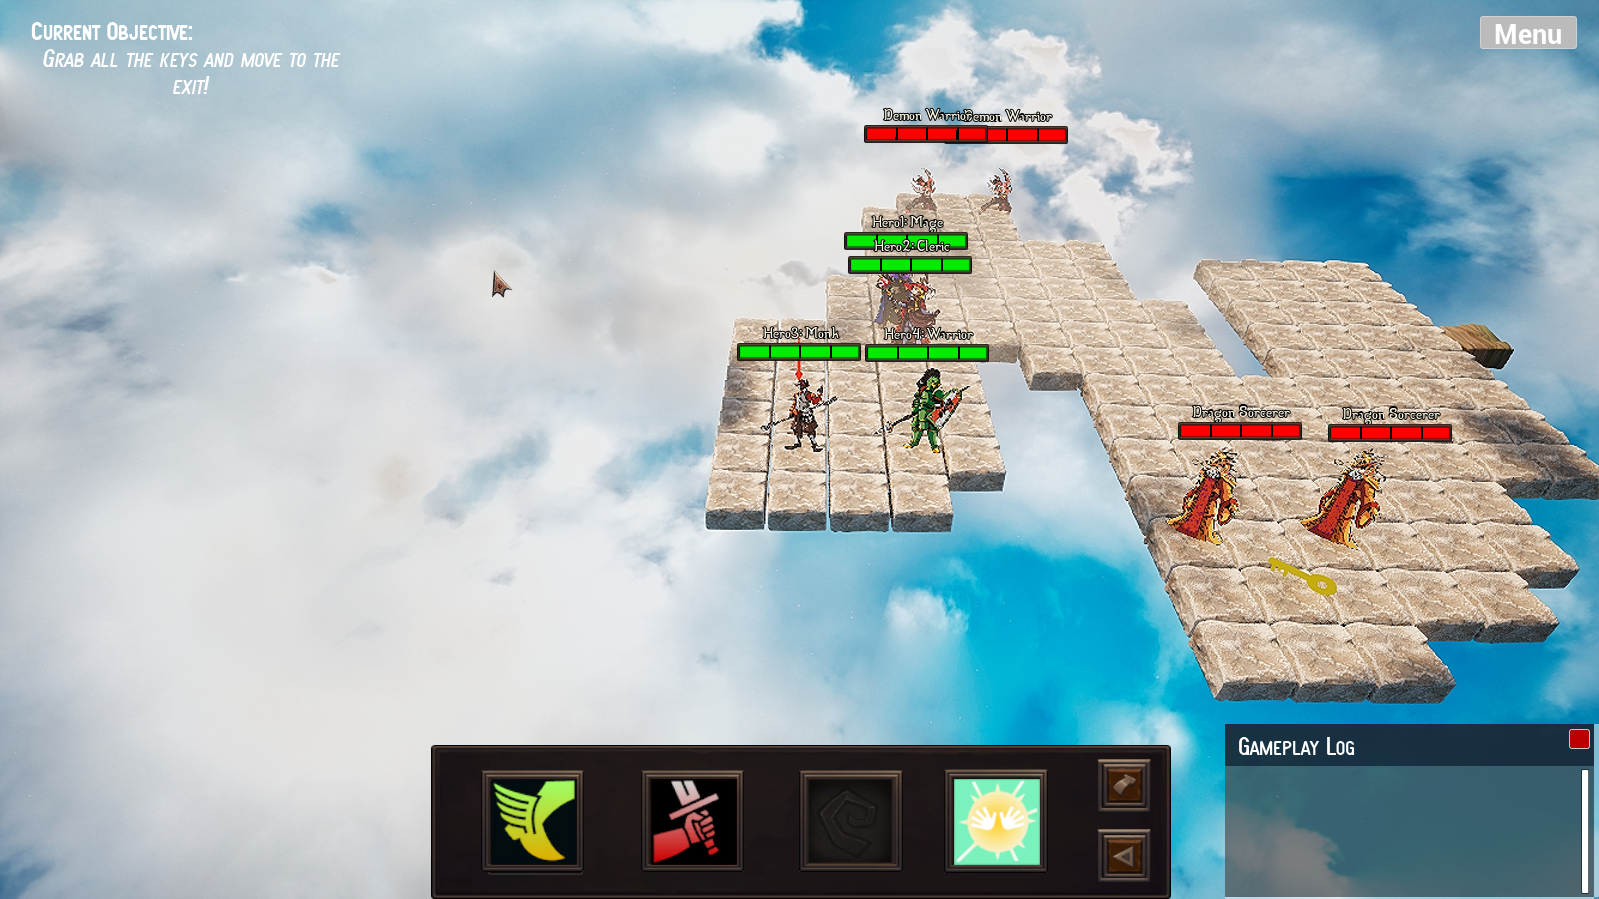 Current Objective:
Grab all the keys and move to the
exit!
Menu
Demon Warrior
Demon Warrior
Hero1: Mage
Hero2: Cleric
Hero3: Monk
Hero4: Warrior
Dragon Sorcerer
Dragon Sorcerer
Gameplay Log